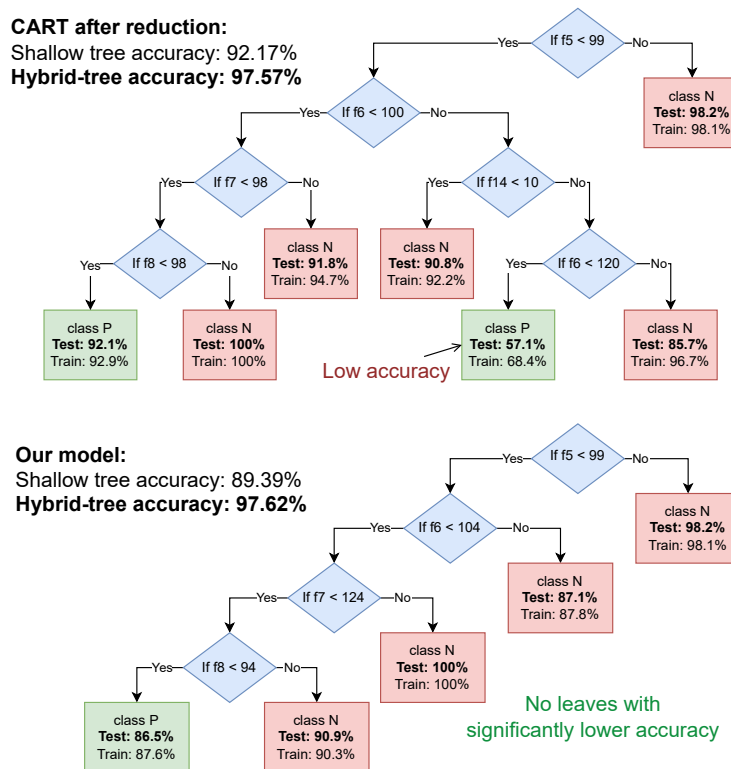 CART after reduction:
Shallow tree accuracy: 92.17%
Hybrid-tree accuracy: 97.57%
If f5 < 99
Yes
No
class N
Test: 98.2%
Train: 98.1%
If f6 < 100
Yes
No
If f7 < 98
Yes
No
If f14 < 10
Yes
No
class N
Test: 91.8%
Train: 94.7%
class N
Test: 90.8%
Train: 92.2%
If f8 < 98
Yes
No
If f6 < 120
Yes
No
class P
Test: 92.1%
Train: 92.9%
class N
Test: 100%
Train: 100%
class P
Test: 57.1%
Train: 68.4%
class N
Test: 85.7%
Train: 96.7%
Low accuracy
Our model:
Shallow tree accuracy: 89.39%
Hybrid-tree accuracy: 97.62%
If f5 < 99
Yes
No
class N
Test: 98.2%
Train: 98.1%
If f6 < 104
Yes
No
class N
Test: 87.1%
Train: 87.8%
If f7 < 124
Yes
No
class N
Test: 100%
Train: 100%
If f8 < 94
Yes
No
class P
Test: 86.5%
Train: 87.6%
class N
Test: 90.9%
Train: 90.3%
No leaves with
significantly lower accuracy